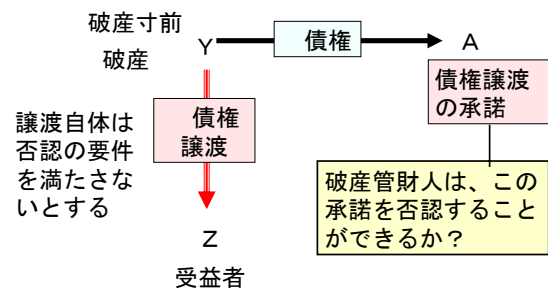 破産寸前
破産
Y
債権
A
債権譲渡
の承諾
譲渡自体は
否認の要件
を満たさな
いとする
債権
譲渡
破産管財人は、この
承諾を否認すること
ができるか？
Z
受益者